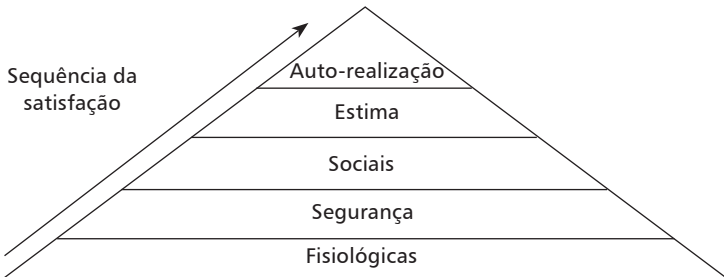 Sequência da
satisfação
Auto-realização
Estima
Sociais
Segurança
Fisiológicas